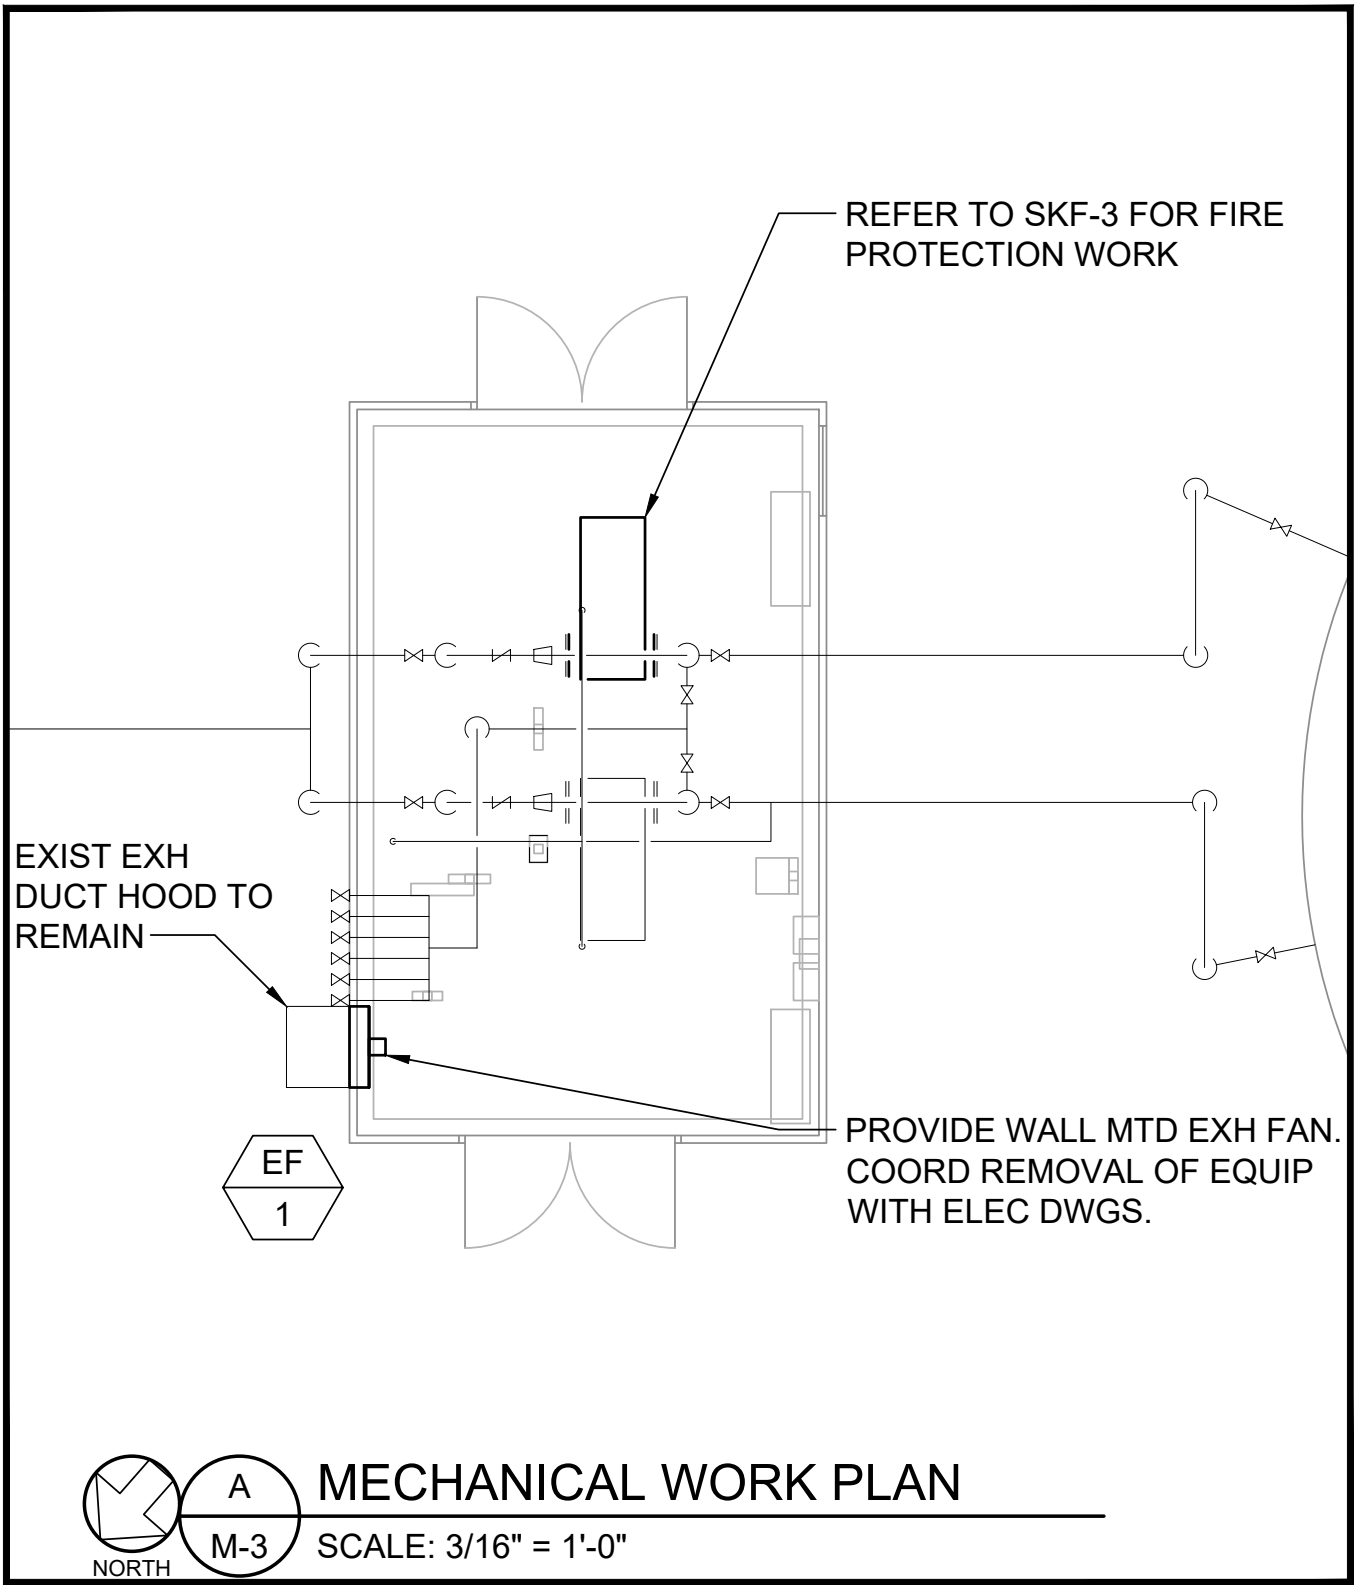 REFER TO SKF-3 FOR FIRE
PROTECTION WORK
EXIST EXH
DUCT HOOD TO
REMAIN
PROVIDE WALL MTD EXH FAN.
COORD REMOVAL OF EQUIP
WITH ELEC DWGS.
EF
1
NORTH
A
M-3
MECHANICAL WORK PLAN
SCALE: 3/16" = 1'-0"